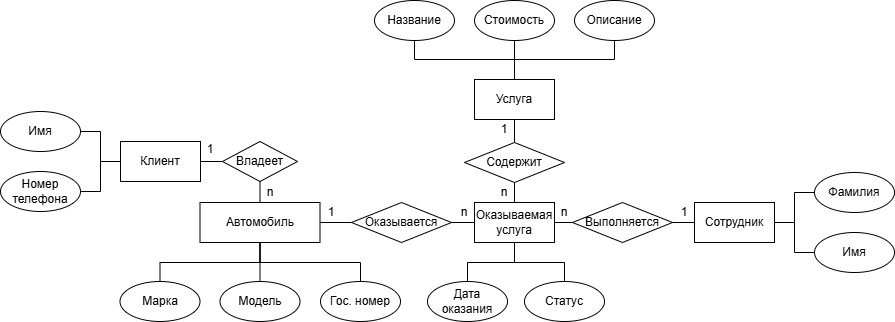 Название
Стоимость
Описание
Услуга
1
Содержит
n
Имя
Номер
телефона
Клиент
1
Владеет
n
Автомобиль
1
Оказывается
n
Оказываемая
услуга
n
Выполняется
1
Сотрудник
Фамилия
Имя
Марка
Модель
Гос. номер
Дата
оказания
Статус